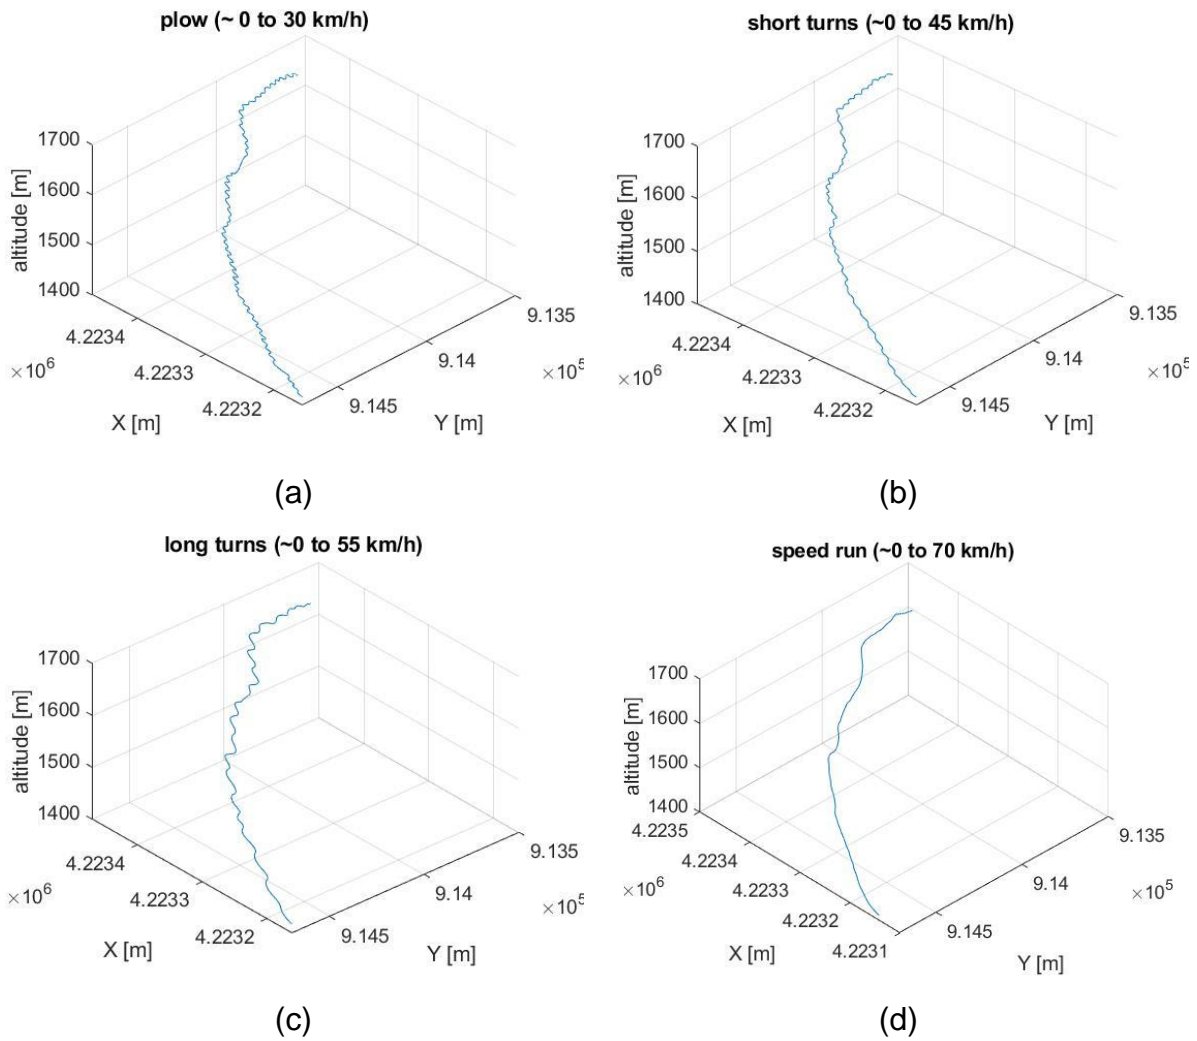 plow (~ 0 to 30 km/h)
1700
1600
1500
1400
altitude [m]
4.2234
4.2233
4.2232
×10⁶
X [m]
9.135
9.14
9.145
×10⁵
Y [m]
(a)
short turns (~0 to 45 km/h)
1700
1600
1500
1400
altitude [m]
4.2234
4.2233
4.2232
×10⁶
X [m]
9.135
9.14
9.145
×10⁵
Y [m]
(b)
long turns (~0 to 55 km/h)
1700
1600
1500
1400
altitude [m]
4.2234
4.2233
4.2232
×10⁶
X [m]
9.135
9.14
9.145
×10⁵
Y [m]
(c)
speed run (~0 to 70 km/h)
1700
1600
1500
1400
altitude [m]
4.2235
4.2234
4.2233
4.2232
4.2231
×10⁶
X [m]
9.135
9.14
9.145
×10⁵
Y [m]
(d)